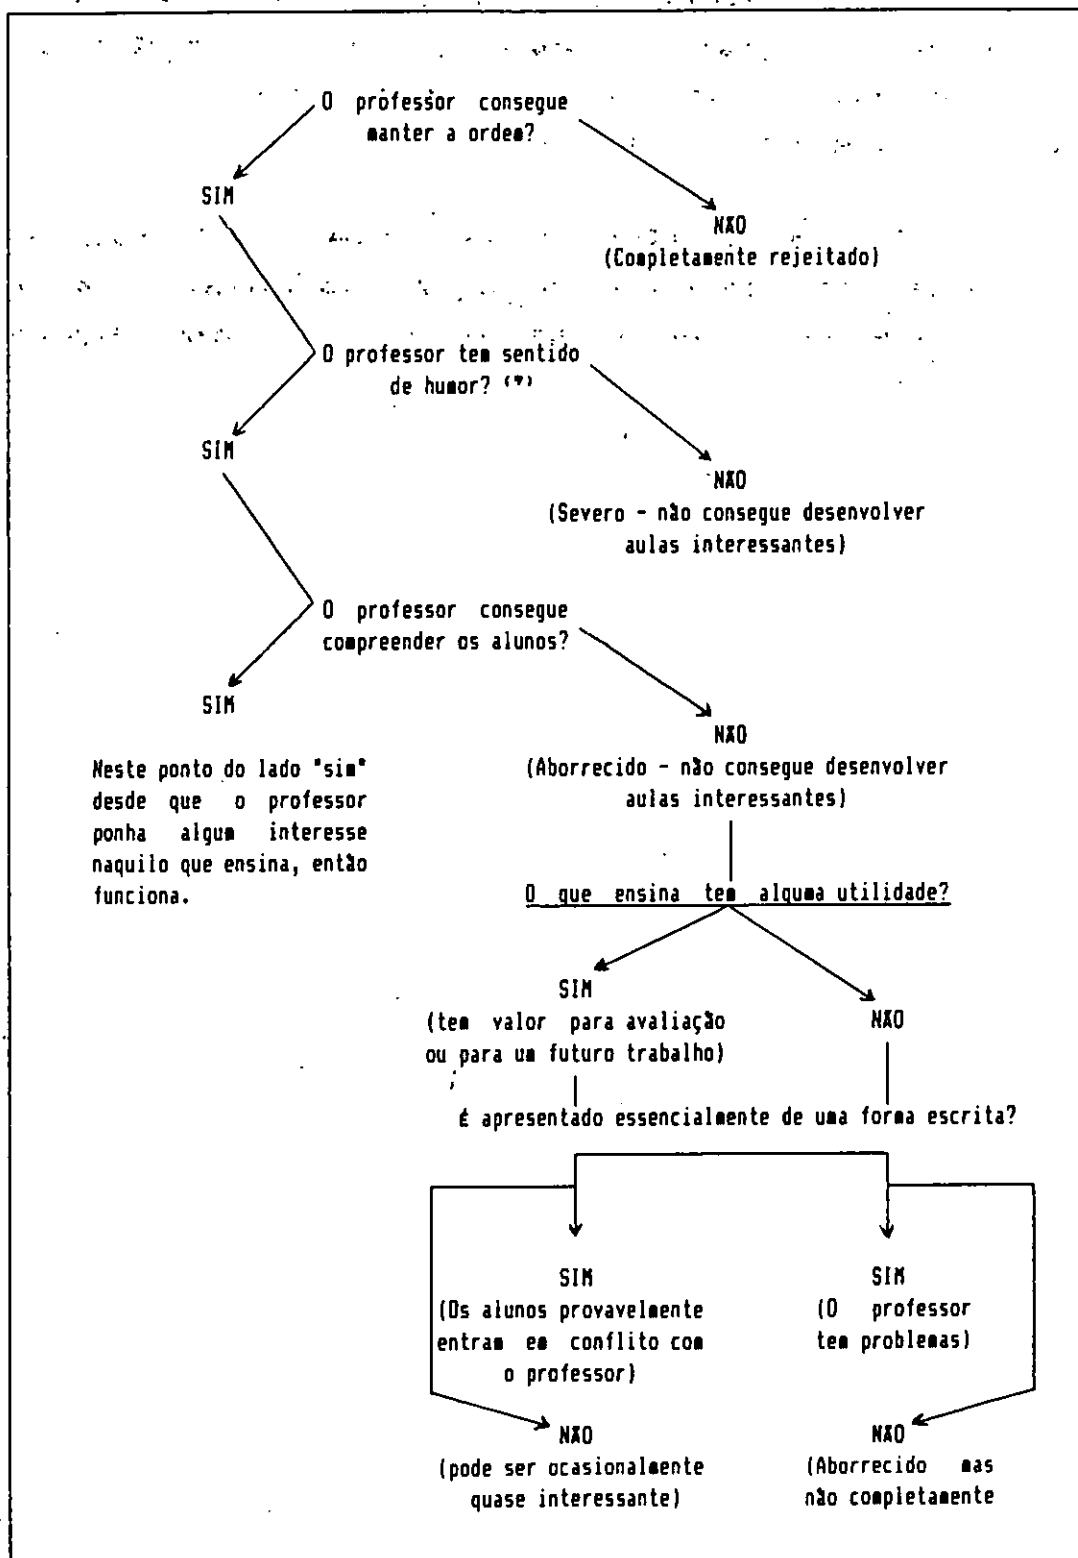 O professor consegue
manter a ordem?
SIM
NÃO
(Completamente rejeitado)
O professor tem sentido
de humor? (*)
SIM
NÃO
(Severo - não consegue desenvolver
aulas interessantes)
O professor consegue
compreender os alunos?
SIM
NÃO
(Aborrecido - não consegue desenvolver
aulas interessantes)
Neste ponto do lado "sim"
desde que o professor
ponha algum interesse
naquilo que ensina, então
funciona.
O que ensina tem alguma utilidade?
SIM
(tem valor para avaliação
ou para um futuro trabalho)
NÃO
É apresentado essencialmente de uma forma escrita?
SIM
(Os alunos provavelmente
entram em conflito com
o professor)
SIM
(O professor
tem problemas)
NÃO
(pode ser ocasionalmente
quase interessante)
NÃO
(Aborrecido mas
não completamente